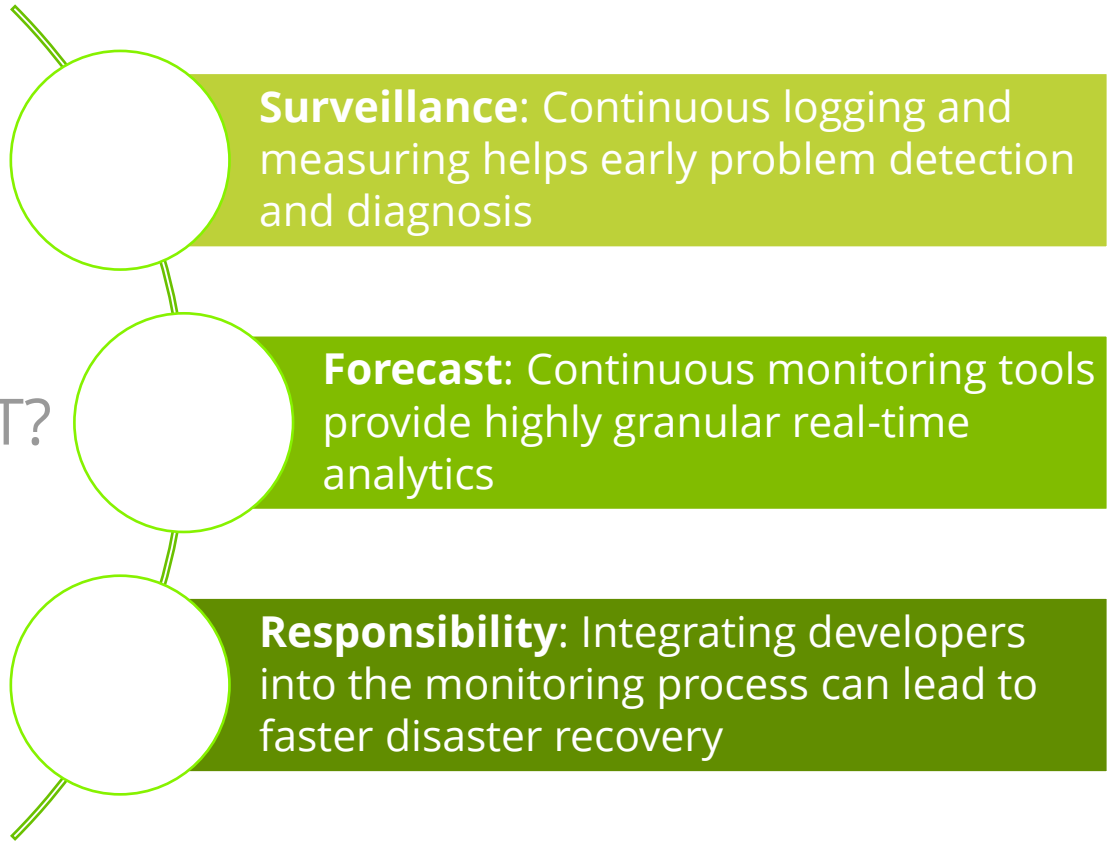 Surveillance: Continuous logging and
measuring helps early problem detection
and diagnosis
T?
Forecast: Continuous monitoring tools
provide highly granular real-time
analytics
Responsibility: Integrating developers
into the monitoring process can lead to
faster disaster recovery